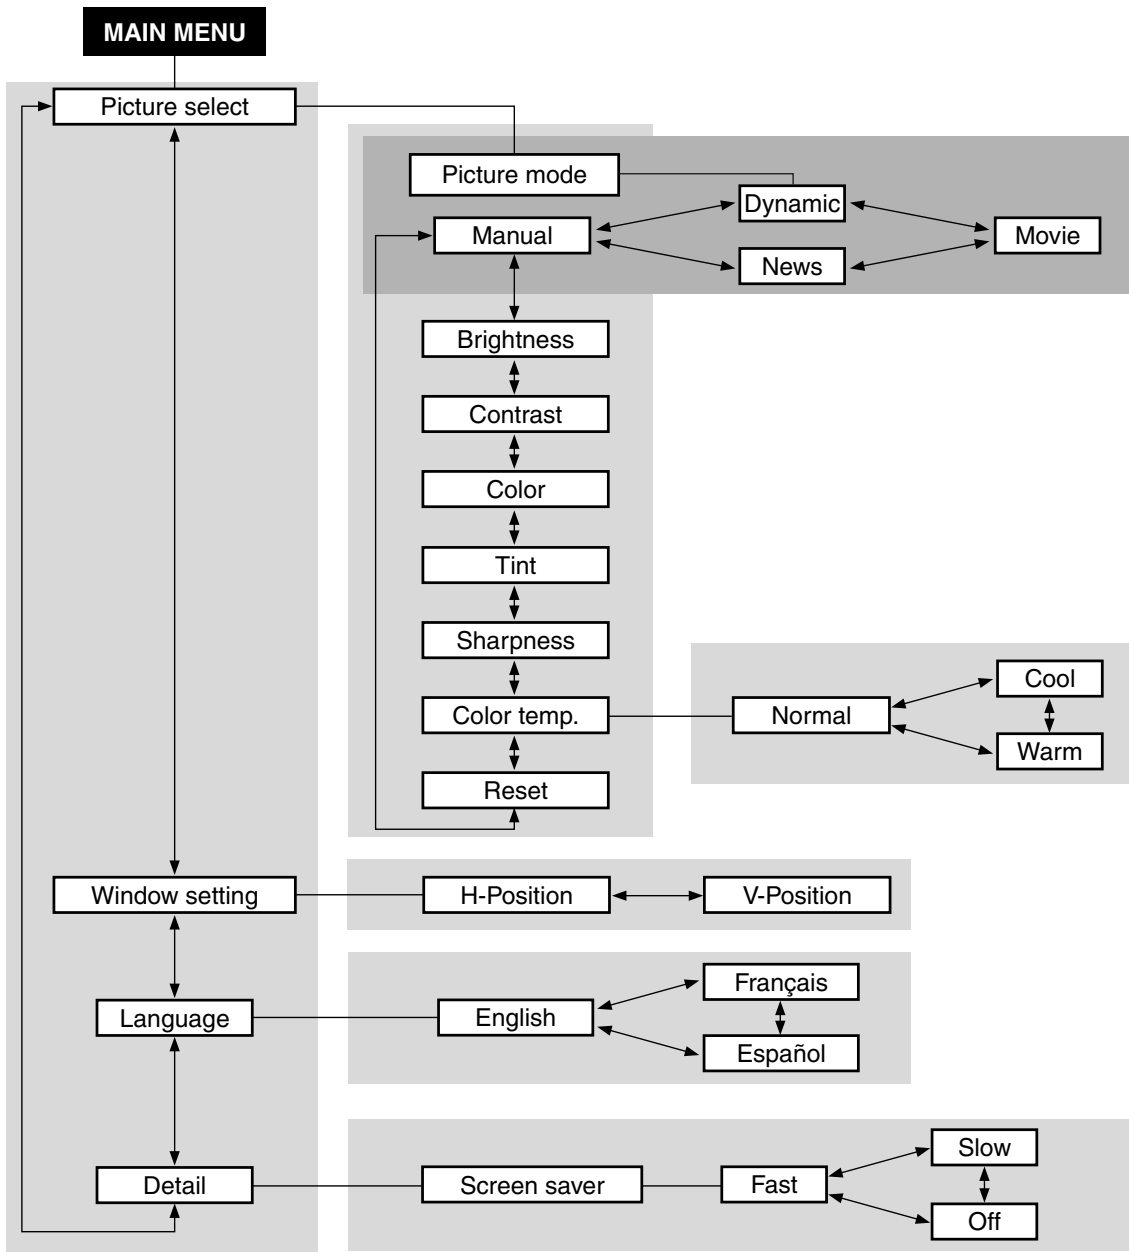 MAIN MENU
Picture select
Picture mode
Dynamic
Manual
Movie
News
Brightness
Contrast
Color
Tint
Sharpness
Color temp.
Normal
Cool
Warm
Reset
Window setting
H-Position
V-Position
Language
English
Français
Español
Detail
Screen saver
Fast
Slow
Off